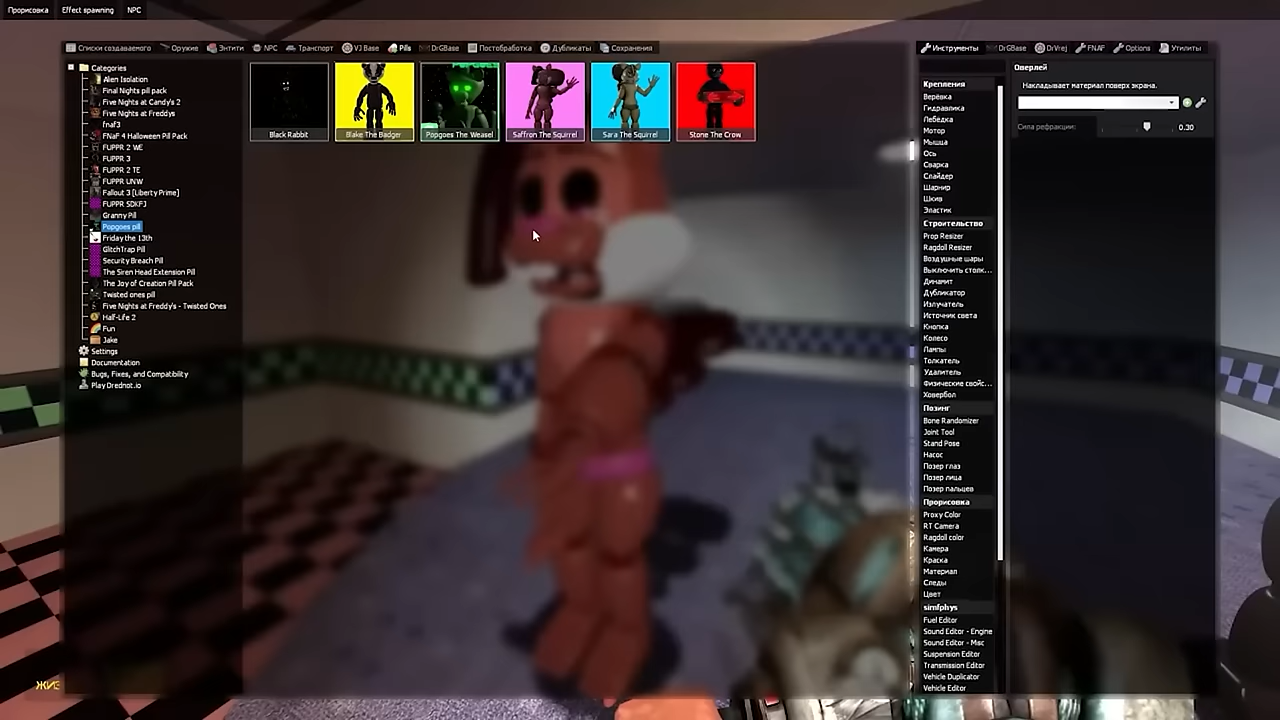 Прорисовка Effect spawning NPC
Списки создаваемого Оружие Энтити NPC Транспорт VJ Base Pills DrGBase Постобработка Дубликаты Сохранения
Categories
Alien Isolation
Final Nights pill pack
Five Nights at Candy's 2
Five Nights at Freddys
fnaf3
FNaF 4 Halloween Pill Pack
FUPPR 2 WE
FUPPR 3
FUPPR 2 TE
FUPPR UNW
Fallout 3 [Liberty Prime]
FUPPR SDKFJ
Granny Pill
Popgoes pill
Friday the 13th
GlitchTrap Pill
Security Breach Pill
The Siren Head Extension Pill
The Joy of Creation Pill Pack
Twisted ones pill
Five Nights at Freddy's - Twisted Ones
Half-Life 2
Fun
Jake
Settings
Documentation
Bugs, Fixes, and Compatibility
Play Drednot.io
Black Rabbit
Blake The Badger
Popgoes The Weasel
Saffron The Squirrel
Sara The Squirrel
Stone The Crow
Инструменты DrGBase DrVrej FNAF Options Утилиты
Крепления
Верёвка
Гидравлика
Лебедка
Мотор
Мышца
Ось
Сварка
Слайдер
Шарнир
Шкив
Эластик
Строительство
Prop Resizer
Ragdoll Resizer
Воздушные шары
Выключить столк...
Динамит
Дубликатор
Излучатель
Источник света
Кнопка
Колесо
Лампы
Толкатель
Удалитель
Физические свойс...
Ховербол
Позинг
Bone Randomizer
Joint Tool
Stand Pose
Насос
Позер глаз
Позер лица
Позер пальцев
Прорисовка
Proxy Color
RT Camera
Ragdoll color
Камера
Краска
Материал
Следы
Цвет
simfphys
Fuel Editor
Sound Editor - Engine
Sound Editor - Misc
Suspension Editor
Transmission Editor
Vehicle Duplicator
Vehicle Editor
Оверлей
Накладывает материал поверх экрана.
Сила рефракции: 0.30